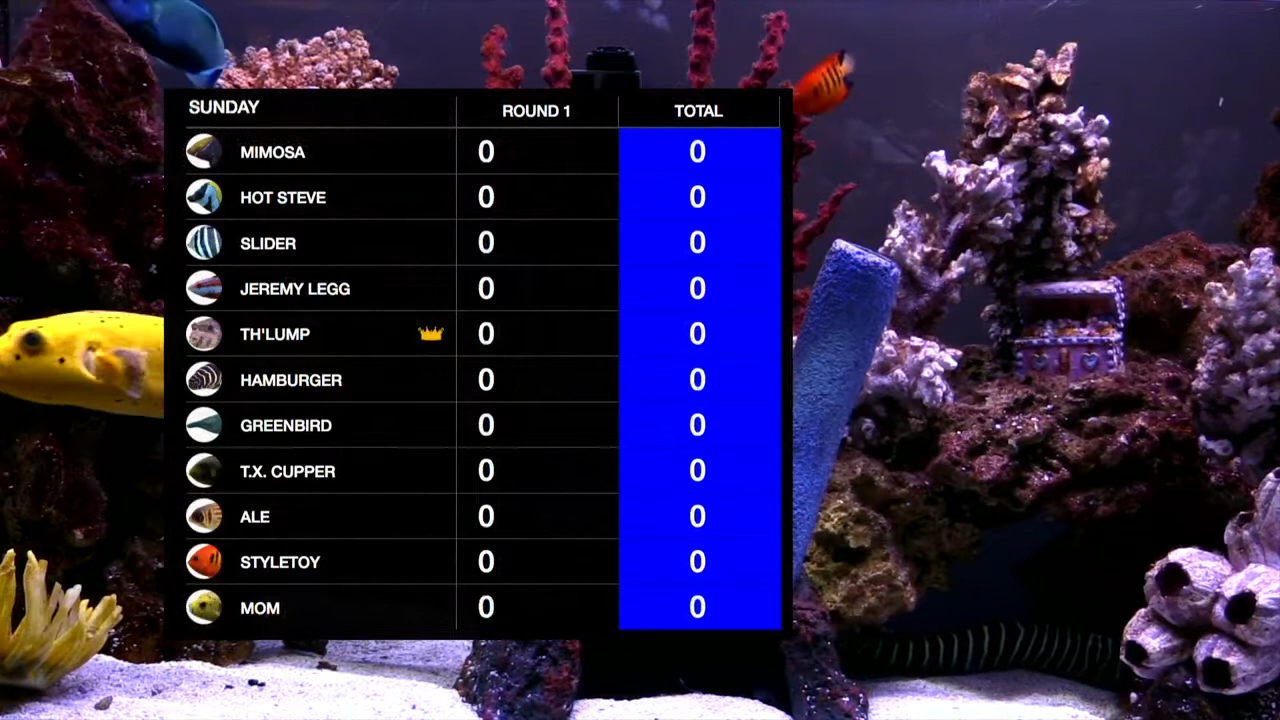 SUNDAY ROUND 1 TOTAL
MIMOSA 0 0
HOT STEVE 0 0
SLIDER 0 0
JEREMY LEGG 0 0
TH'LUMP 0 0
HAMBURGER 0 0
GREENBIRD 0 0
T.X. CUPPER 0 0
ALE 0 0
STYLETOY 0 0
MOM 0 0